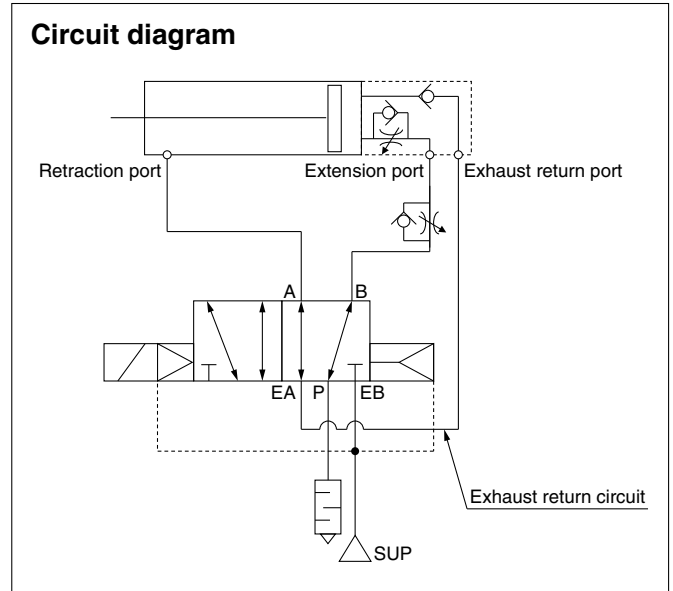 Circuit diagram
Retraction port
Extension port
Exhaust return port
A
B
EA
P
EB
Exhaust return circuit
SUP